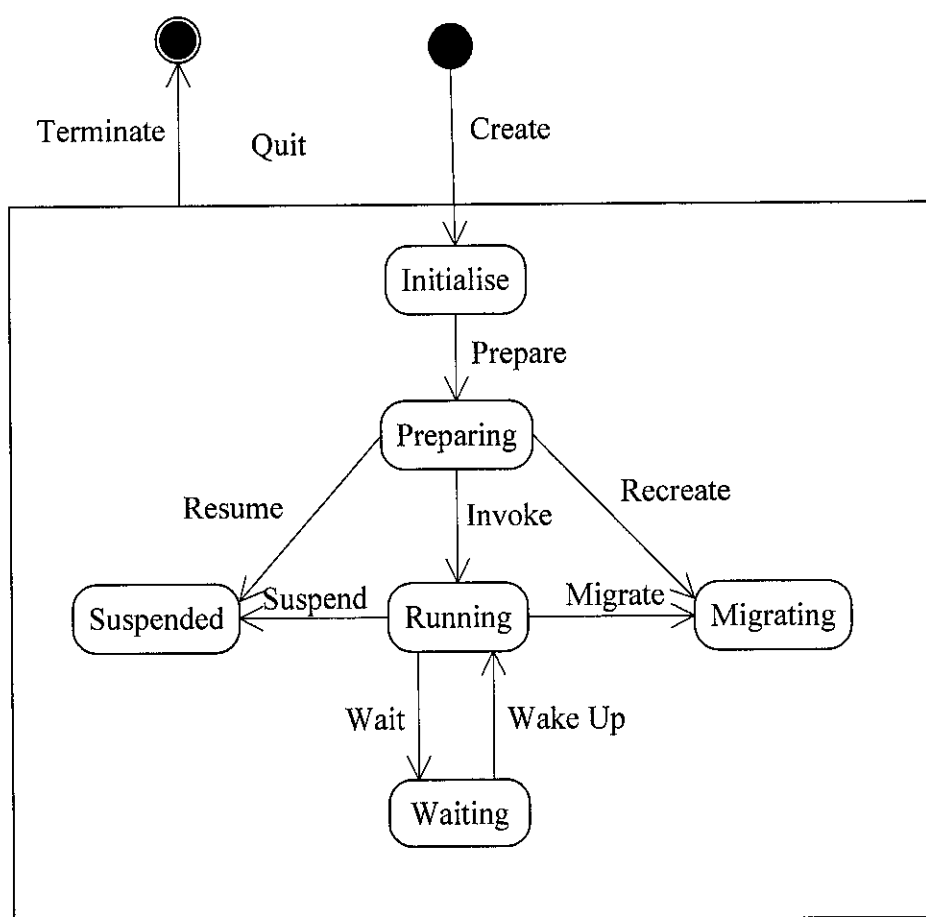 Terminate
Quit
Create
Initialise
Prepare
Preparing
Resume
Invoke
Recreate
Suspended
Suspend
Running
Migrate
Migrating
Wait
Wake Up
Waiting